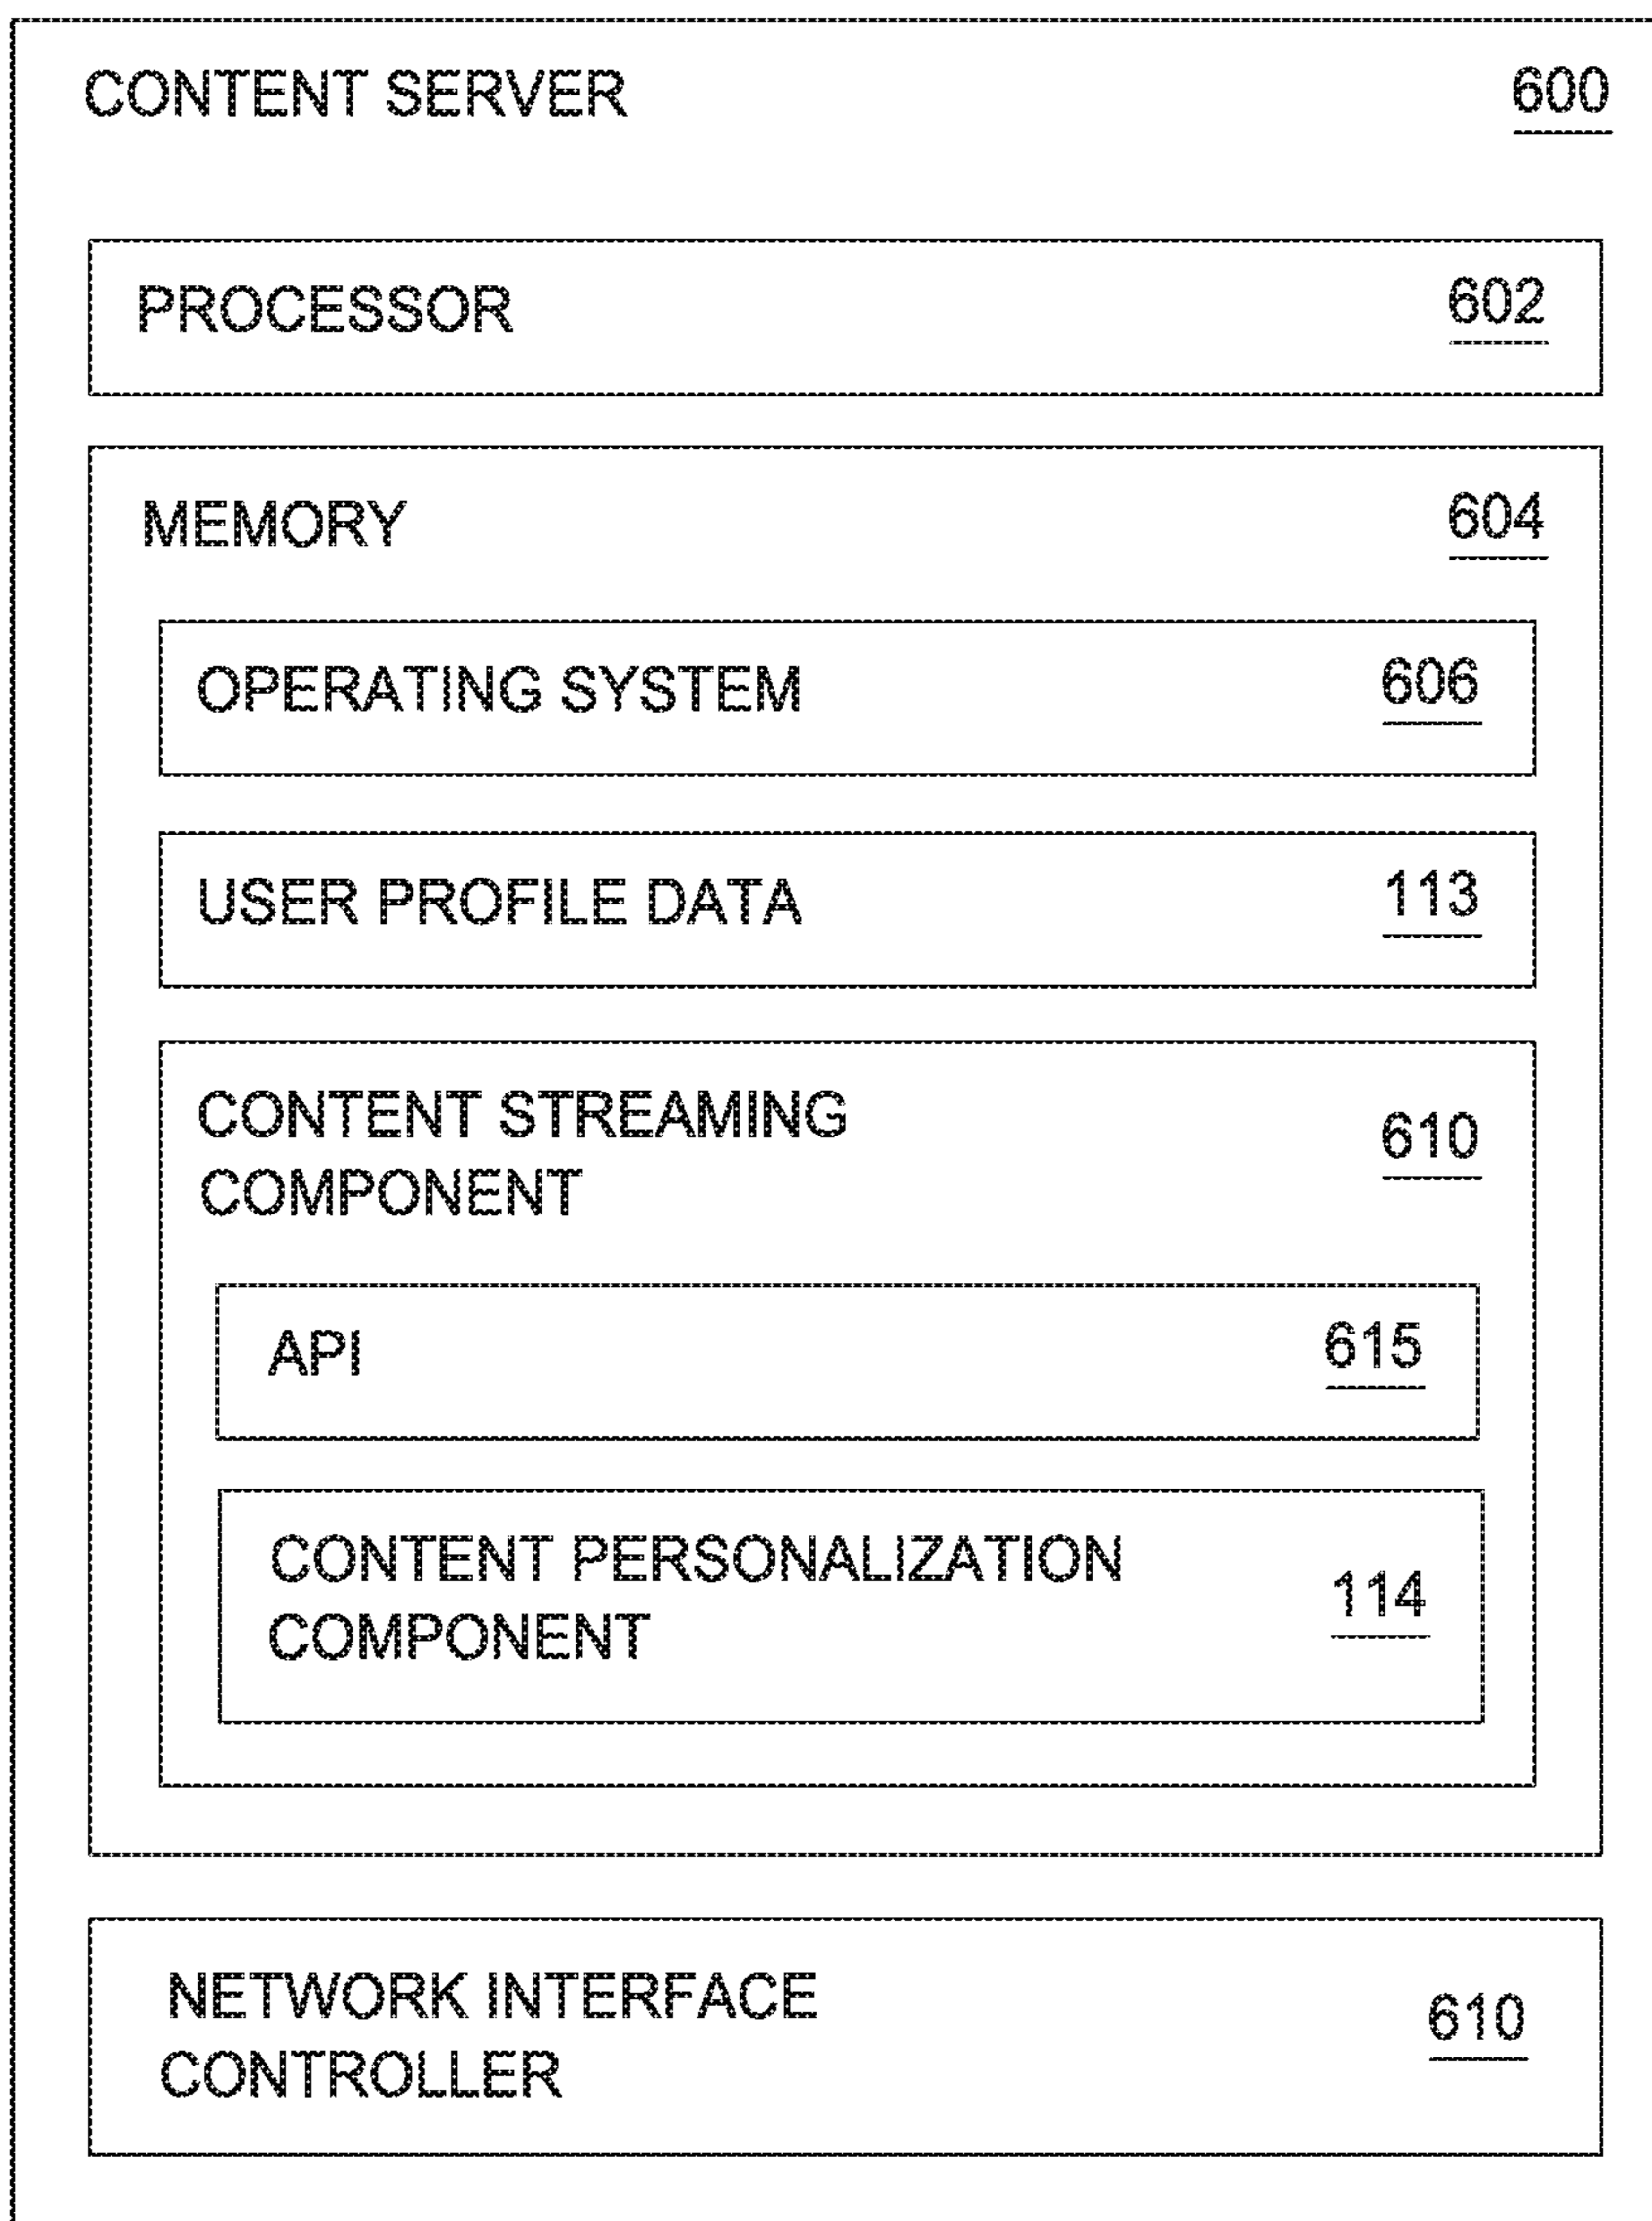 CONTENT SERVER 600
PROCESSOR 602
MEMORY 604
OPERATING SYSTEM 606
USER PROFILE DATA 113
CONTENT STREAMING
COMPONENT 610
API 615
CONTENT PERSONALIZATION
COMPONENT 114
NETWORK INTERFACE
CONTROLLER 610